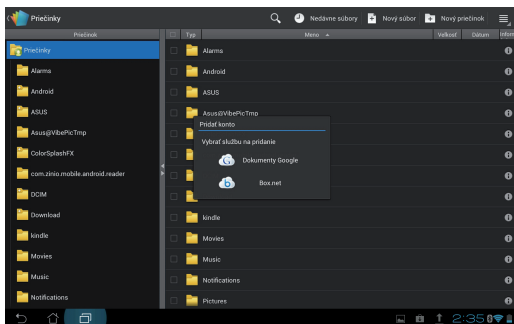 Priečinky
Nedávne súbory
Nový súbor
Nový priečinok
Priečinok
Typ
Meno
Veľkosť
Dátum
Inform
Priečinky
Alarms
Android
ASUS
Asus@VibePicTmp
ColorSplashFX
com.zinio.mobile.android.reader
DCIM
Download
kindle
Movies
Music
Notifications
Alarms
Android
ASUS
Asus@VibePicTmp
Pridať konto
Vybrať službu na pridanie
Dokumenty Google
Box.net
kindle
Movies
Music
Notifications
Pictures
2:35